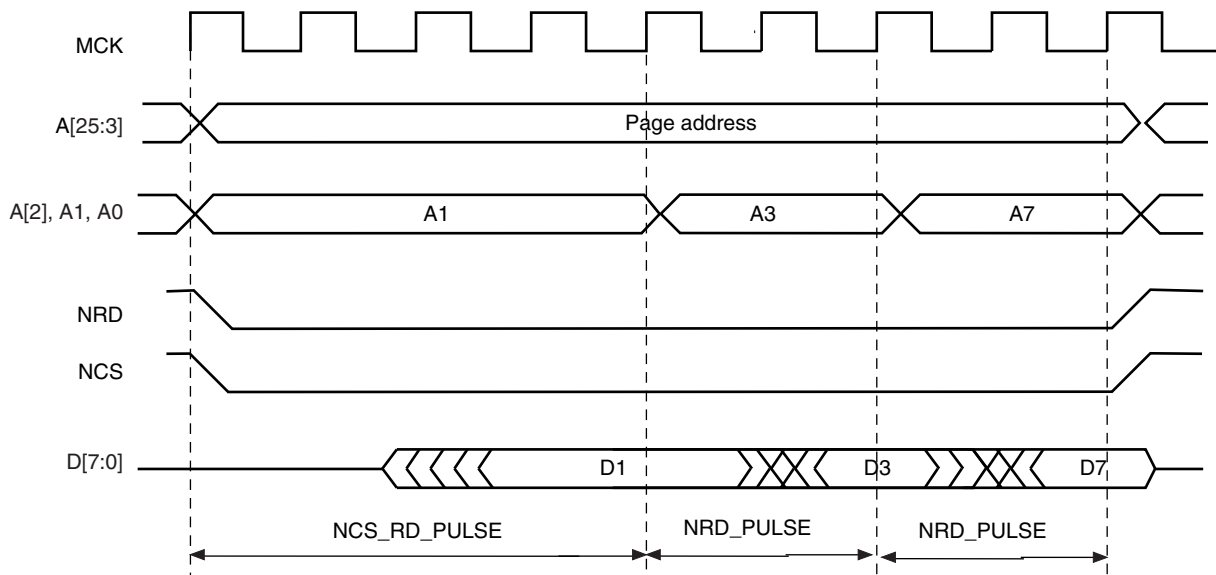 MCK
A[25:3]
Page address
A[2], A1, A0
A1
A3
A7
NRD
NCS
D[7:0]
D1
D3
D7
NCS_RD_PULSE
NRD_PULSE
NRD_PULSE